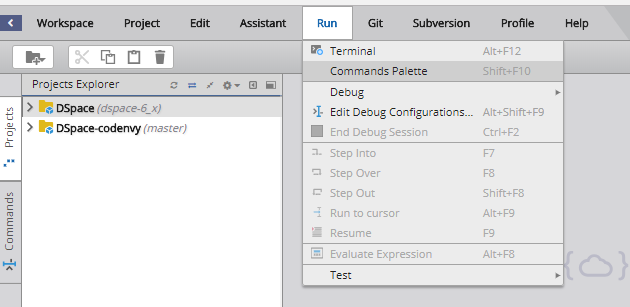 Workspace Project Edit Assistant Run Git Subversion Profile Help
Terminal Alt+F12
Commands Palette Shift+F10
Debug
Edit Debug Configurations... Alt+Shift+F9
End Debug Session Ctrl+F2
Step Into F7
Step Over F8
Step Out Shift+F8
Run to cursor Alt+F9
Resume F9
Evaluate Expression Alt+F8
Test
Projects Explorer
DSpace (dspace-6_x)
DSpace-codenvy (master)
Projects
Commands